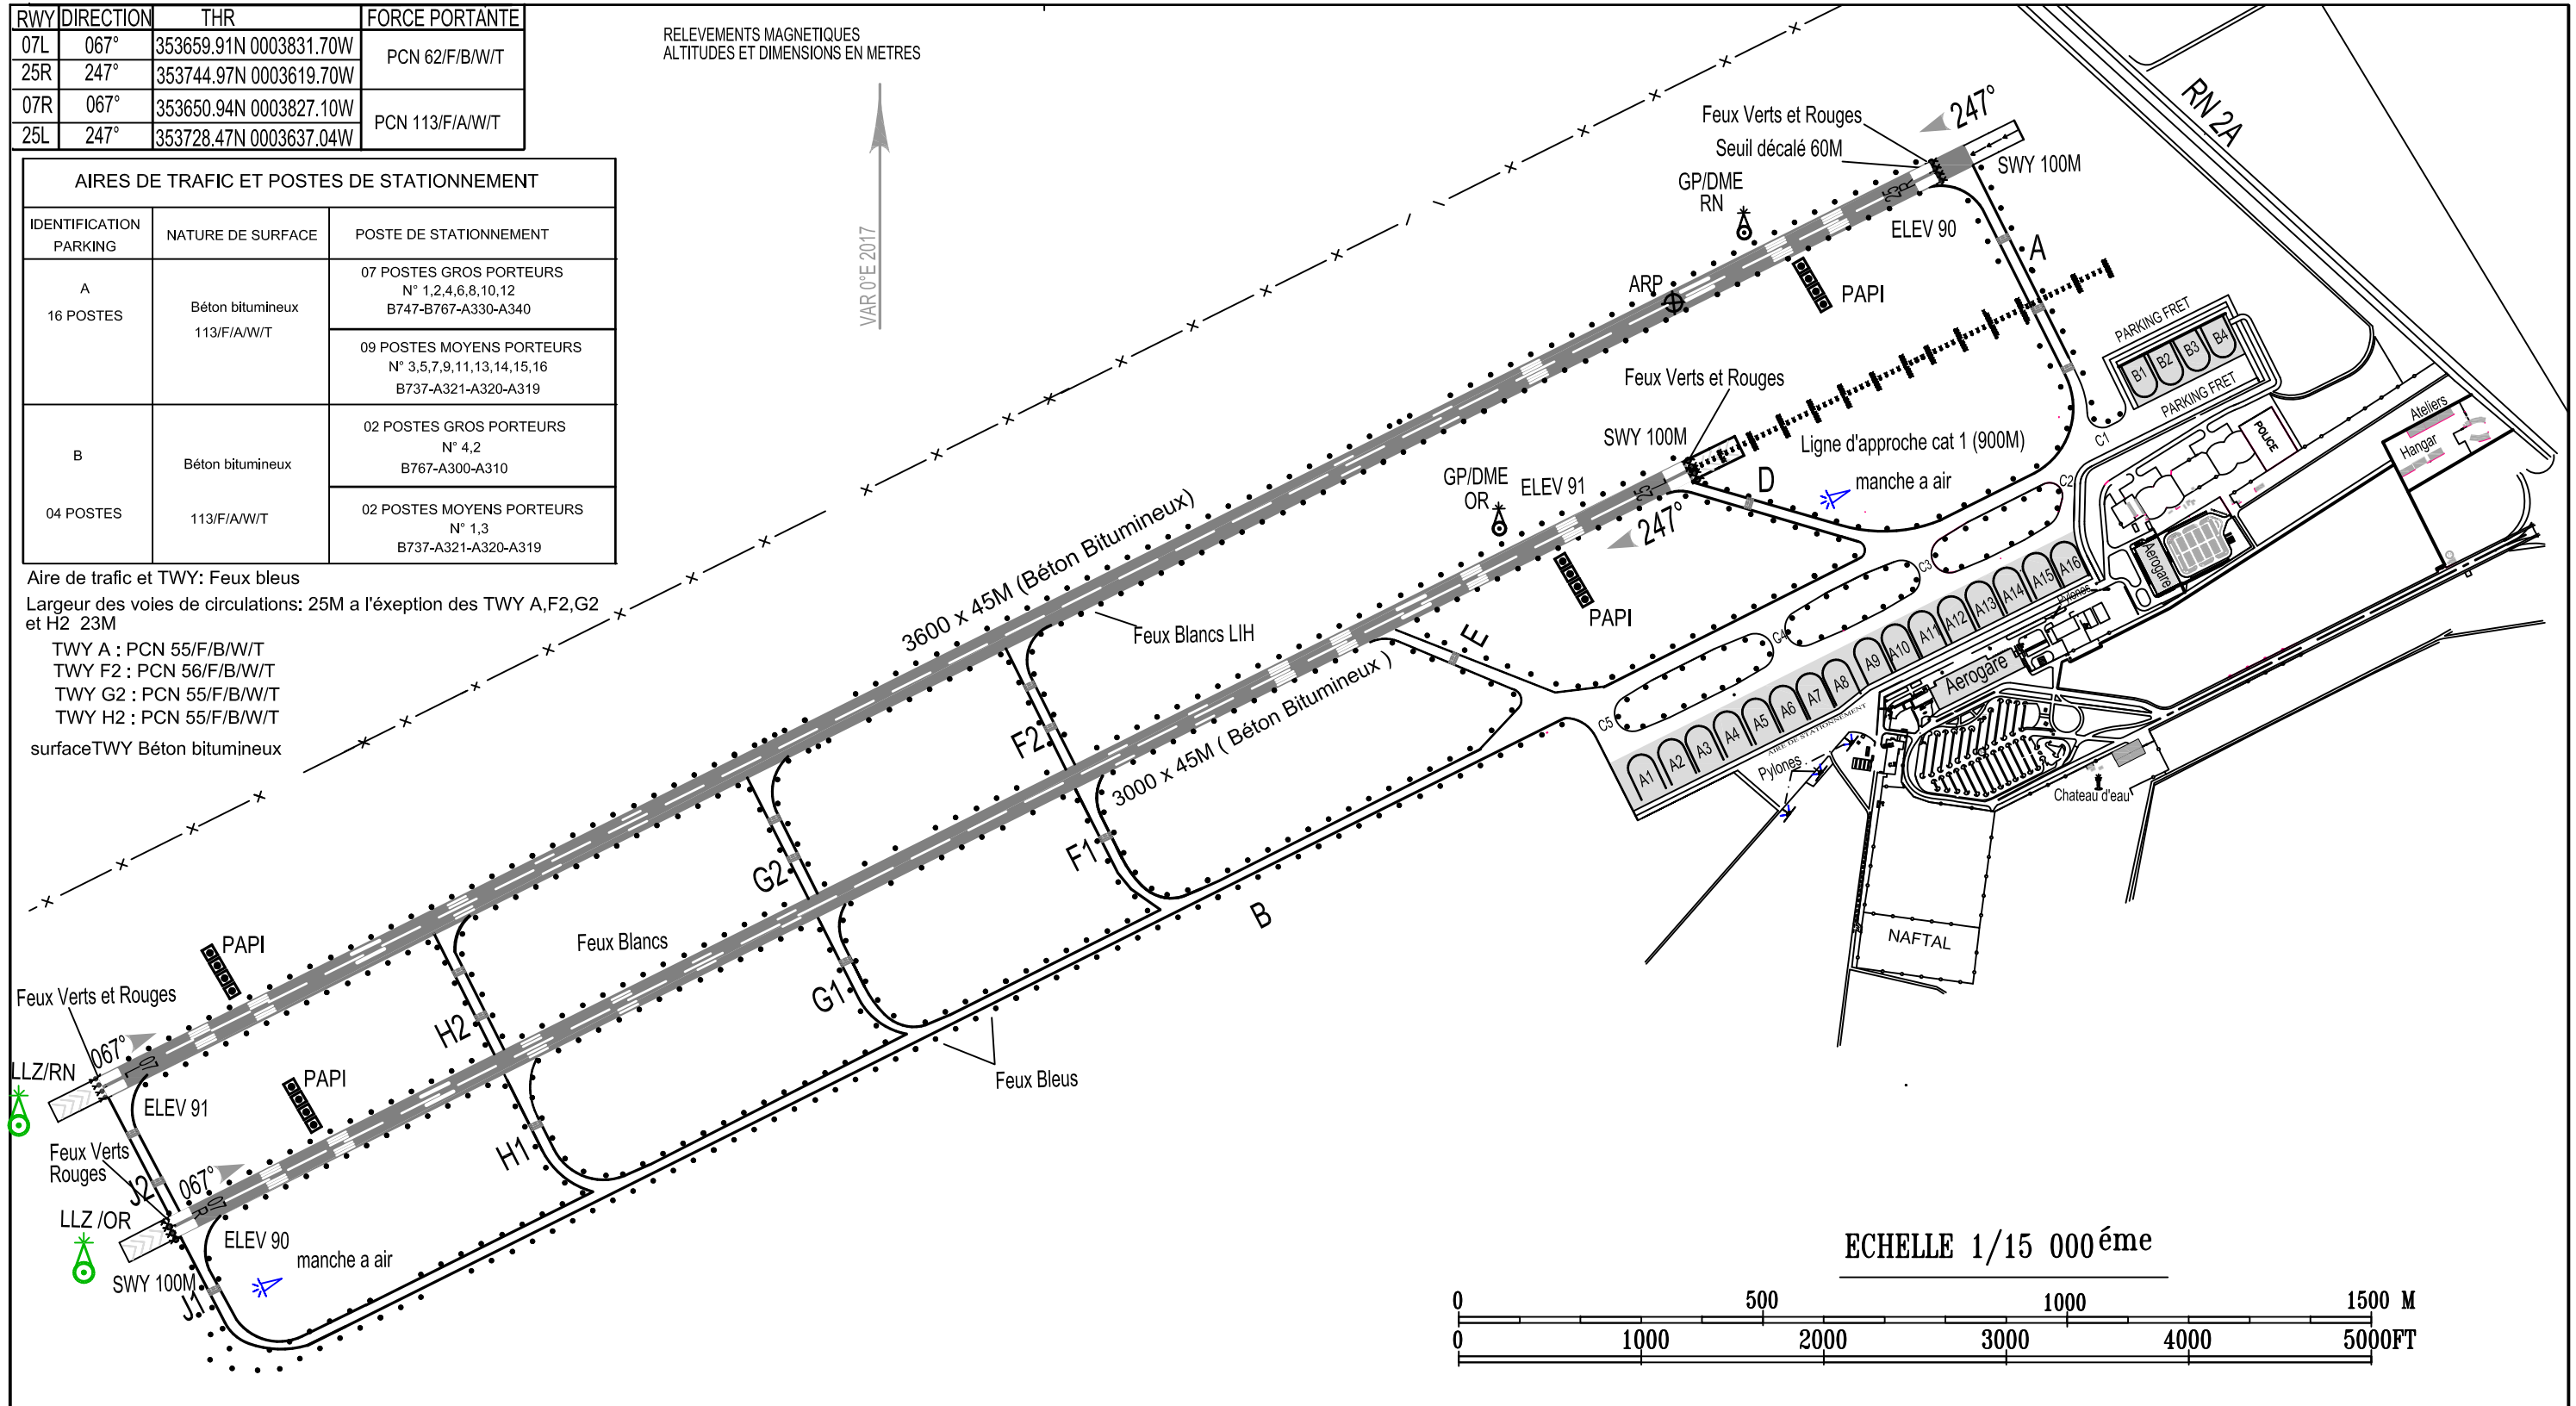 RWY DIRECTION THR FORCE PORTANTE
07L 067° 353659.91N 0003831.70W PCN 62/F/B/W/T
25R 247° 353744.97N 0003619.70W
07R 067° 353650.94N 0003827.10W PCN 113/F/A/W/T
25L 247° 353728.47N 0003637.04W
RELEVEMENTS MAGNETIQUES
ALTITUDES ET DIMENSIONS EN METRES
VAR 0°E 2017
AIRES DE TRAFIC ET POSTES DE STATIONNEMENT
IDENTIFICATION PARKING
NATURE DE SURFACE
POSTE DE STATIONNEMENT
A
16 POSTES
Béton bitumineux
113/F/A/W/T
07 POSTES GROS PORTEURS
N° 1,2,4,6,8,10,12
B747-B767-A330-A340
09 POSTES MOYENS PORTEURS
N° 3,5,7,9,11,13,14,15,16
B737-A321-A320-A319
B
04 POSTES
Béton bitumineux
113/F/A/W/T
02 POSTES GROS PORTEURS
N° 4,2
B767-A300-A310
02 POSTES MOYENS PORTEURS
N° 1,3
B737-A321-A320-A319
Aire de trafic et TWY: Feux bleus
Largeur des voies de circulations: 25M a l'éxeption des TWY A,F2,G2
et H2 23M
TWY A : PCN 55/F/B/W/T
TWY F2 : PCN 56/F/B/W/T
TWY G2 : PCN 55/F/B/W/T
TWY H2 : PCN 55/F/B/W/T
surfaceTWY Béton bitumineux
RN 2A
247°
Feux Verts et Rouges
Seuil décalé 60M
SWY 100M
GP/DME
RN
25
R
ELEV 90
A
ARP
PAPI
PARKING FRET
B1
B2
B3
B4
PARKING FRET
Feux Verts et Rouges
SWY 100M
Ligne d'approche cat 1 (900M)
manche a air
D
C1
C2
C3
C4
C5
POLICE
Ateliers
Hangar
Aerogare
GP/DME
OR
ELEV 91
25
247°
PAPI
3600 x 45M (Béton Bitumineux)
Feux Blancs LIH
3000 x 45M ( Béton Bitumineux )
E
A1
A2
A3
A4
A5
A6
A7
A8
A9
A10
A11
A12
A13
A14
A15
A16
Pylones
AIRE DE STATIONNEMENT
Aerogare
Pylones
Chateau d'eau
NAFTAL
F2
F1
G2
G1
B
Feux Blancs
Feux Bleus
H2
H1
PAPI
Feux Verts et Rouges
067°
07
L
LLZ/RN
ELEV 91
PAPI
Feux Verts
Rouges
J2
067°
07
R
LLZ /OR
ELEV 90
manche a air
SWY 100M
J1
ECHELLE 1/15 000éme
0 500 1000 1500 M
0 1000 2000 3000 4000 5000FT